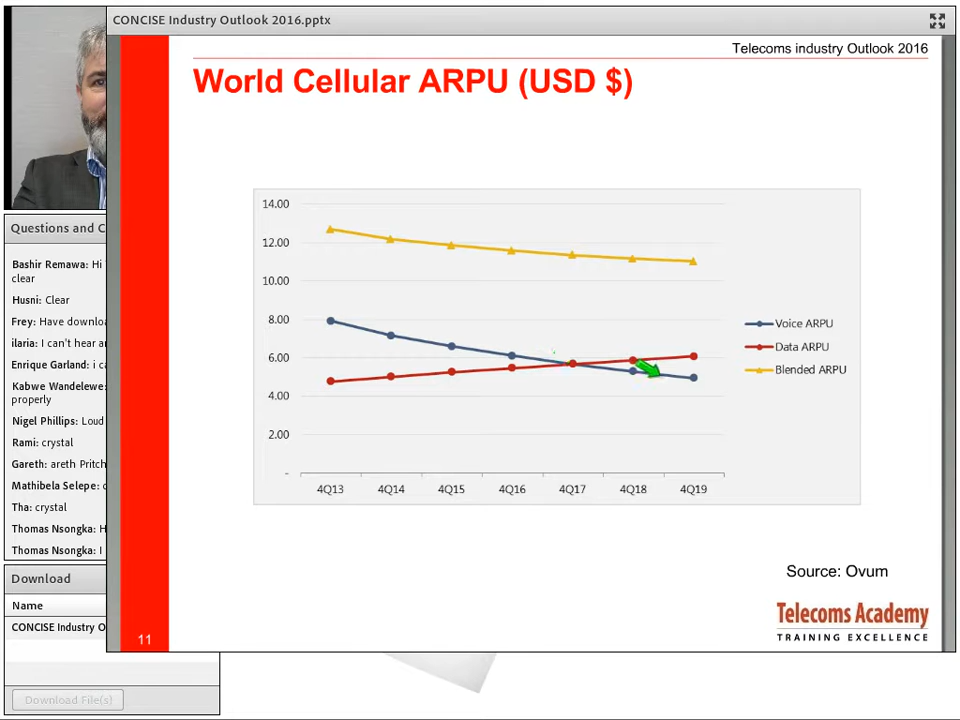 CONCISE Industry Outlook 2016.pptx
Telecoms industry Outlook 2016
World Cellular ARPU (USD $)
14.00
12.00
10.00
8.00
6.00
4.00
2.00
-
4Q13 4Q14 4Q15 4Q16 4Q17 4Q18 4Q19
Voice ARPU
Data ARPU
Blended ARPU
Source: Ovum
Telecoms Academy
TRAINING EXCELLENCE
11
Questions and C
Bashir Remawa: Hi
clear
Husni: Clear
Frey: Have downlo
ilaria: I can't hear a
Enrique Garland: i c
Kabwe Wandelewe:
properly
Nigel Phillips: Loud
Rami: crystal
Gareth: areth Pritch
Mathibela Selepe:
Tha: crystal
Thomas Nsongka: H
Thomas Nsongka: I
Download
Name
CONCISE Industry O
Download File(s)